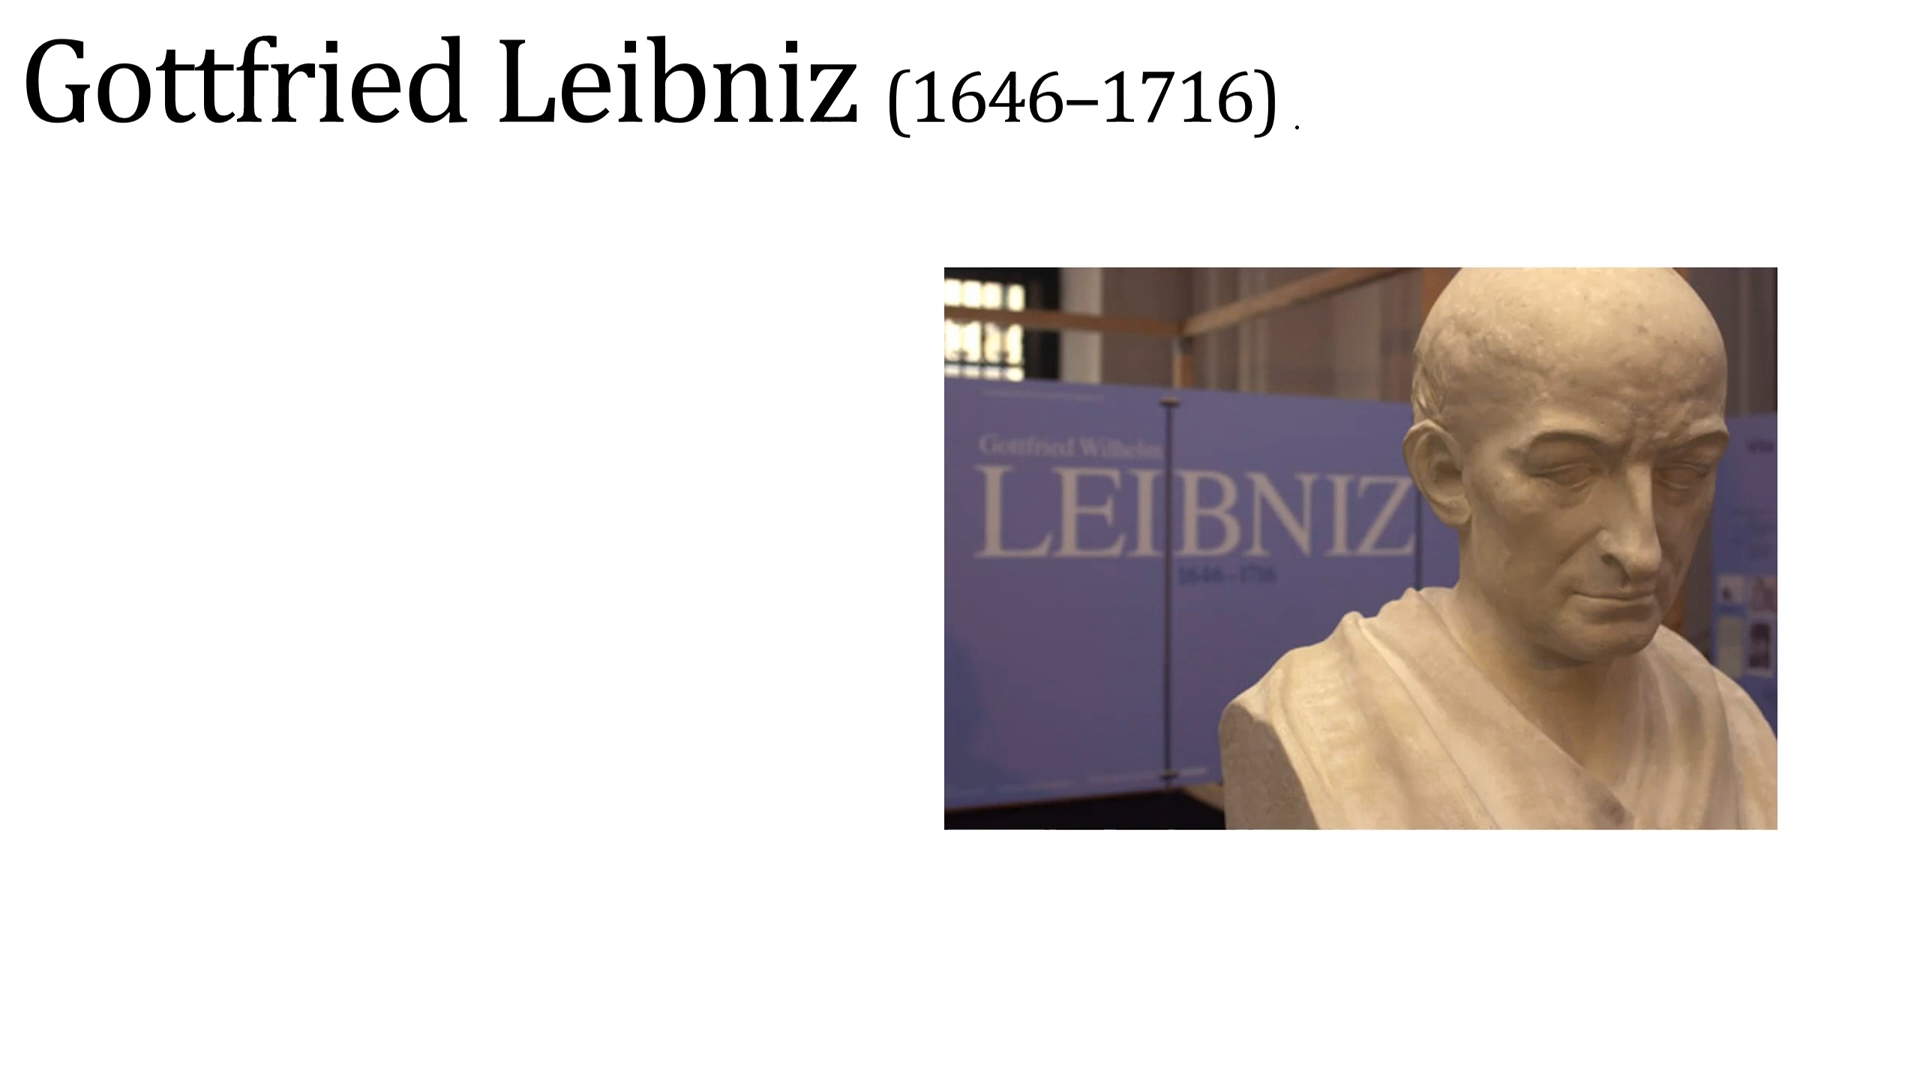 Gottfried Leibniz (1646–1716) .
Gottfried Wilhelm
LEIBNIZ
1646 - 1716